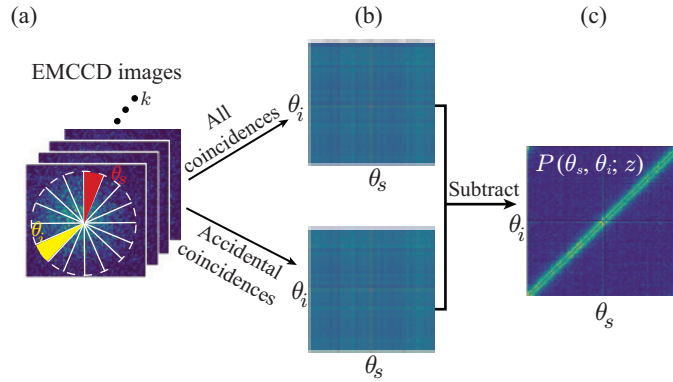 (a)
(b)
(c)
EMCCD images
k
θs
θi
All
coincidences
Accidental
coincidences
θi
θs
θi
θs
Subtract
P(θs, θi; z)
θi
θs